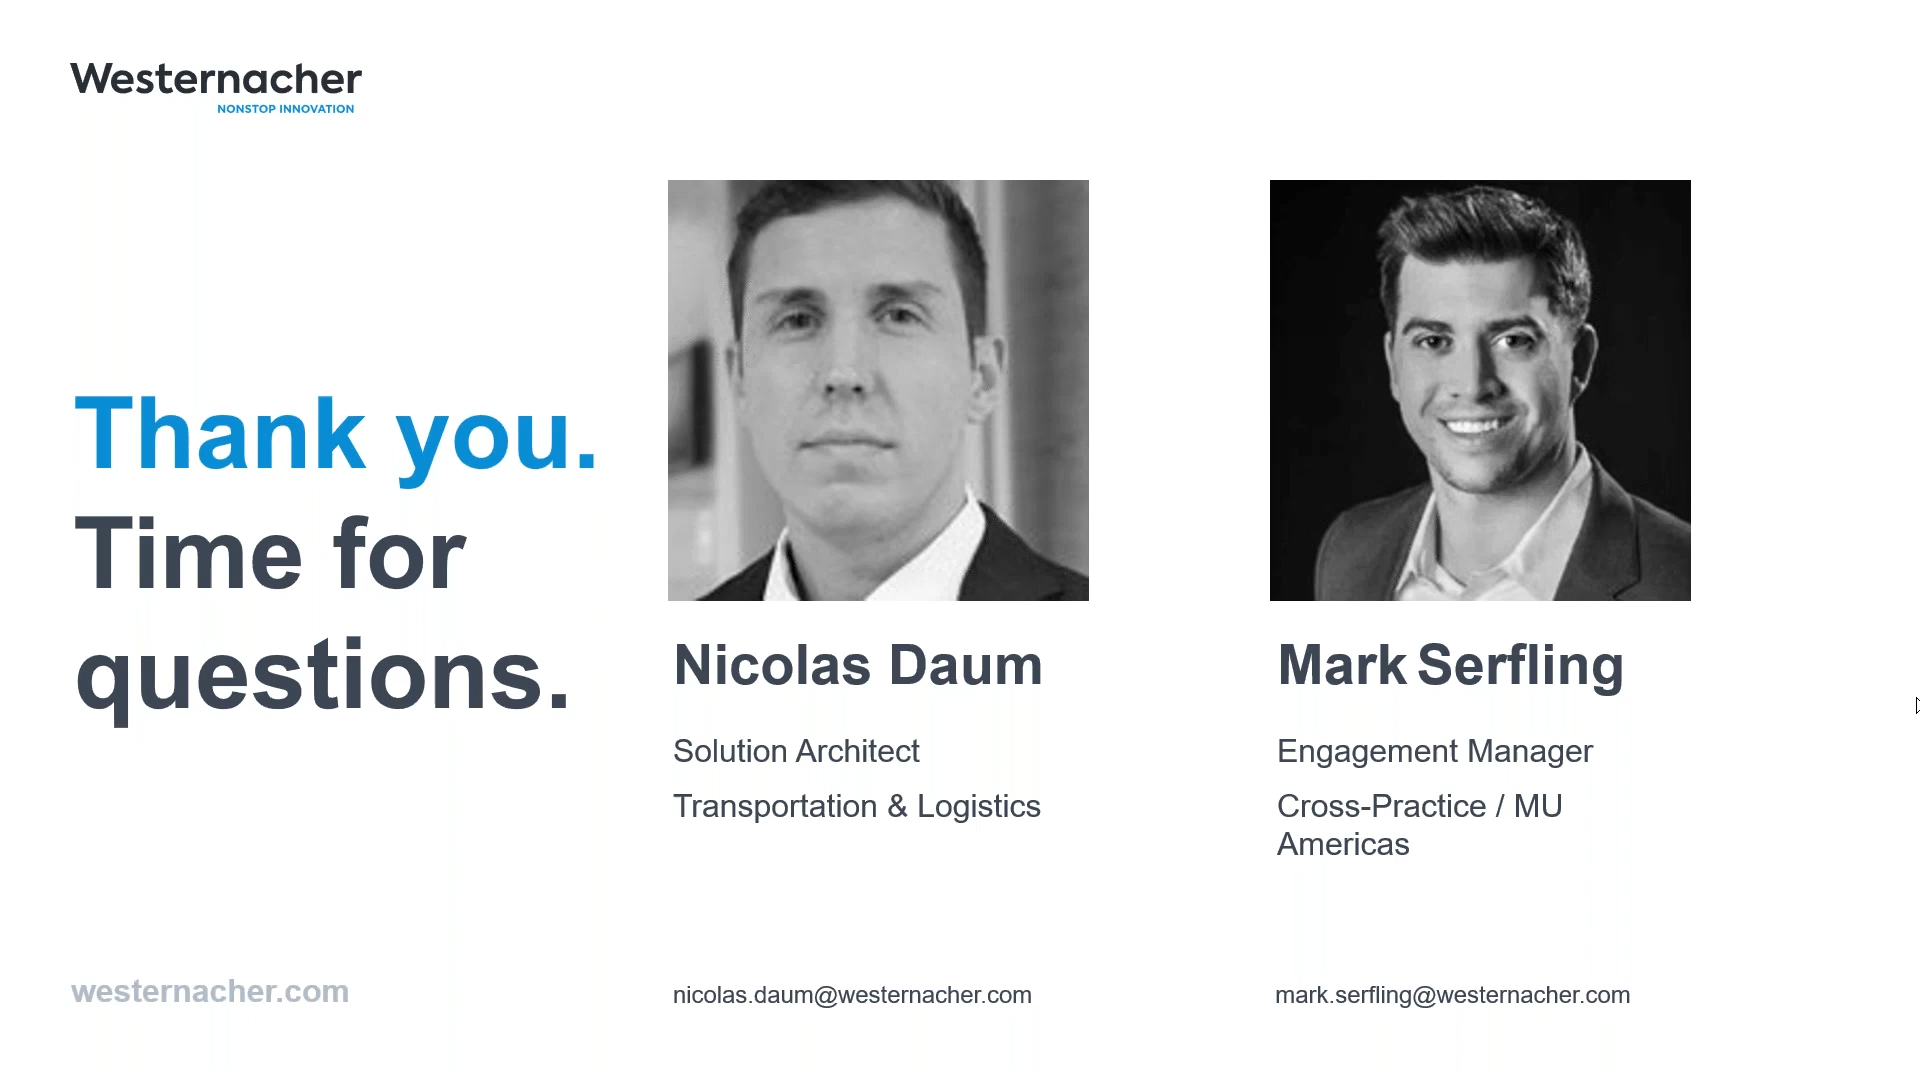 Westernacher
NONSTOP INNOVATION
Thank you.
Time for
questions.
Nicolas Daum
Solution Architect
Transportation & Logistics
nicolas.daum@westernacher.com
Mark Serfling
Engagement Manager
Cross-Practice / MU
Americas
mark.serfling@westernacher.com
westernacher.com